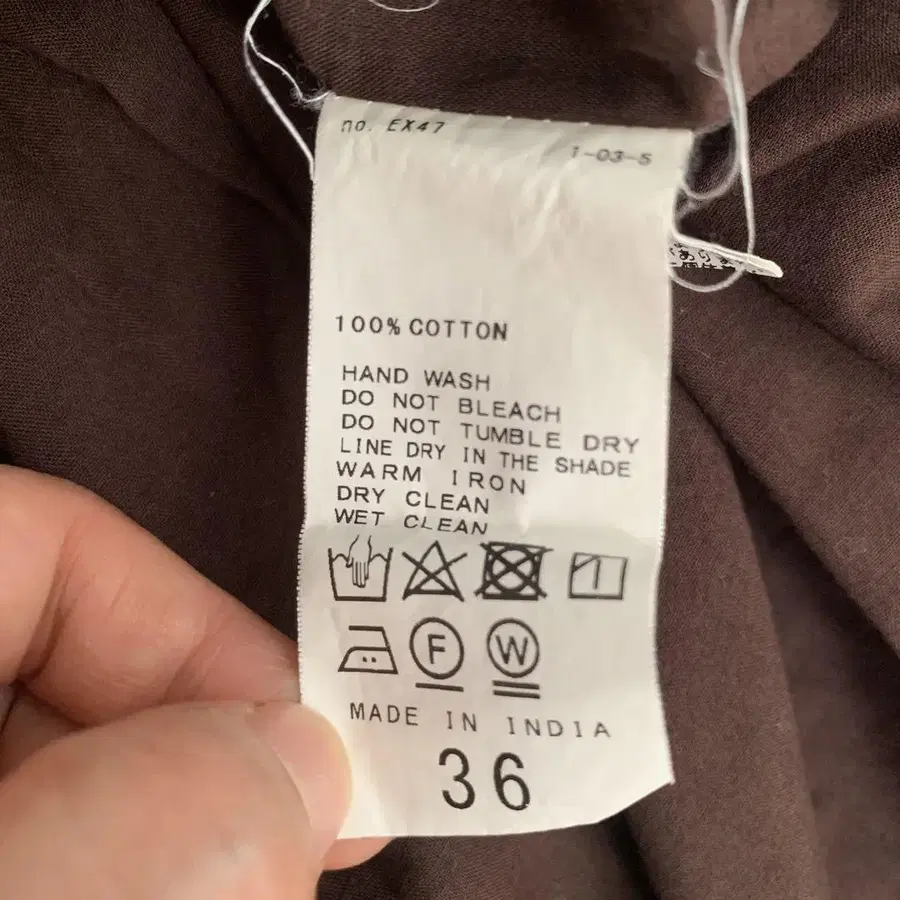 no. EX47
1-03-5
100% COTTON
HAND WASH
DO NOT BLEACH
DO NOT TUMBLE DRY
LINE DRY IN THE SHADE
WARM IRON
DRY CLEAN
WET CLEAN
F W
MADE IN INDIA
36